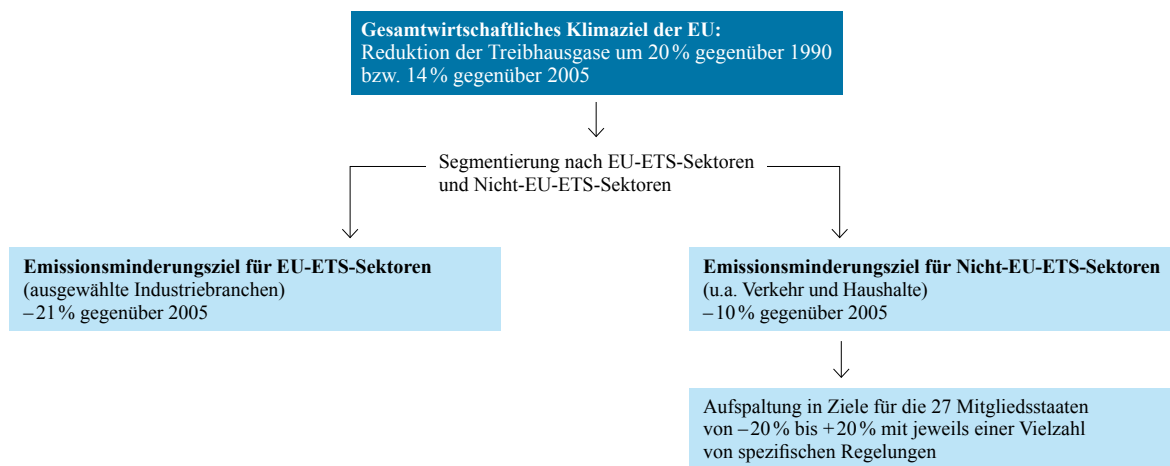 Gesamtwirtschaftliches Klimaziel der EU:
Reduktion der Treibhausgase um 20 % gegenüber 1990
bzw. 14 % gegenüber 2005
Segmentierung nach EU-ETS-Sektoren
und Nicht-EU-ETS-Sektoren
Emissionsminderungsziel für EU-ETS-Sektoren
(ausgewählte Industriebranchen)
–21 % gegenüber 2005
Emissionsminderungsziel für Nicht-EU-ETS-Sektoren
(u.a. Verkehr und Haushalte)
–10 % gegenüber 2005
Aufspaltung in Ziele für die 27 Mitgliedsstaaten
von –20 % bis +20 % mit jeweils einer Vielzahl
von spezifischen Regelungen